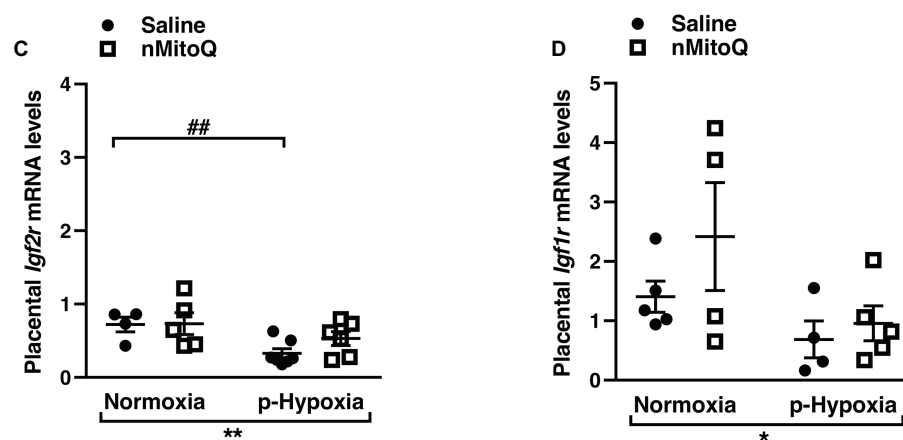 C
Saline
nMitoQ
Placental Igf2r mRNA levels
4
3
2
1
0
##
Normoxia
p-Hypoxia
**
D
Saline
nMitoQ
Placental Igf1r mRNA levels
5
4
3
2
1
0
Normoxia
p-Hypoxia
*